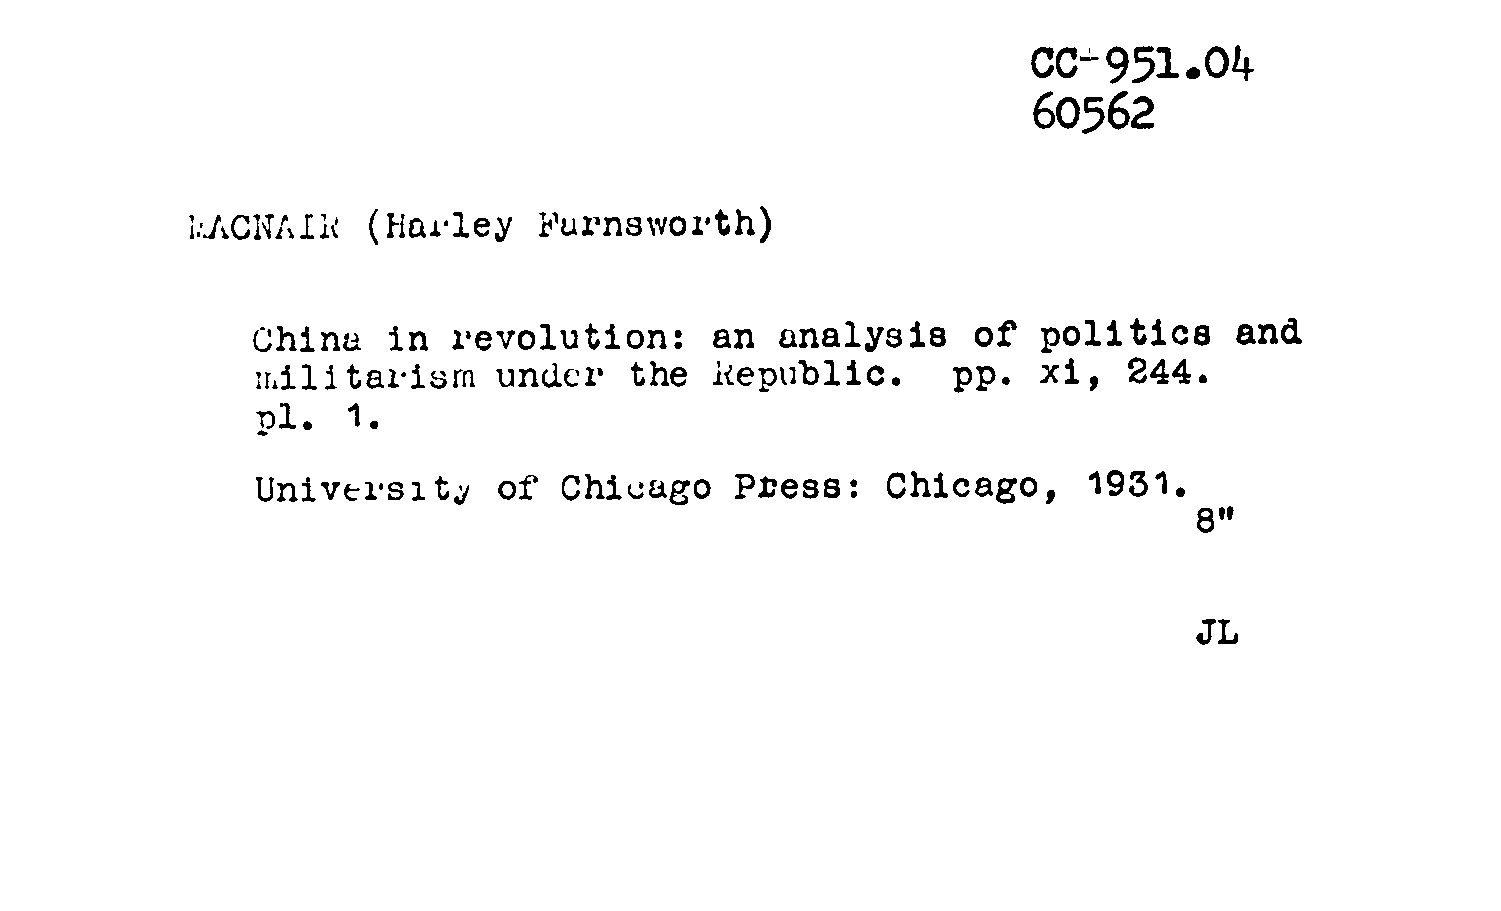 CC-951.04
60562
MACNAIR (Harley Farnsworth)
China in revolution: an analysis of politics and
militarism under the Republic. pp. xi, 244.
pl. 1.
University of Chicago Press: Chicago, 1931.
8"
JL